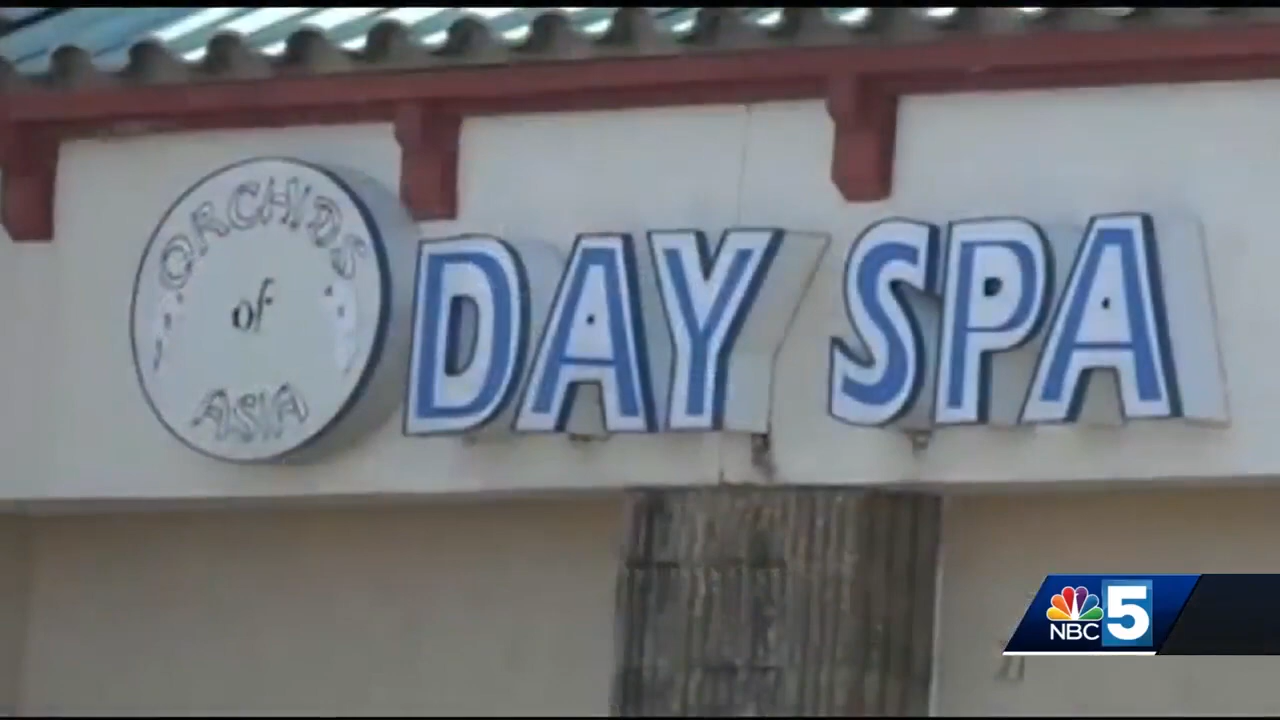 ORCHIDS
of
ASIA
DAY SPA
NBC 5